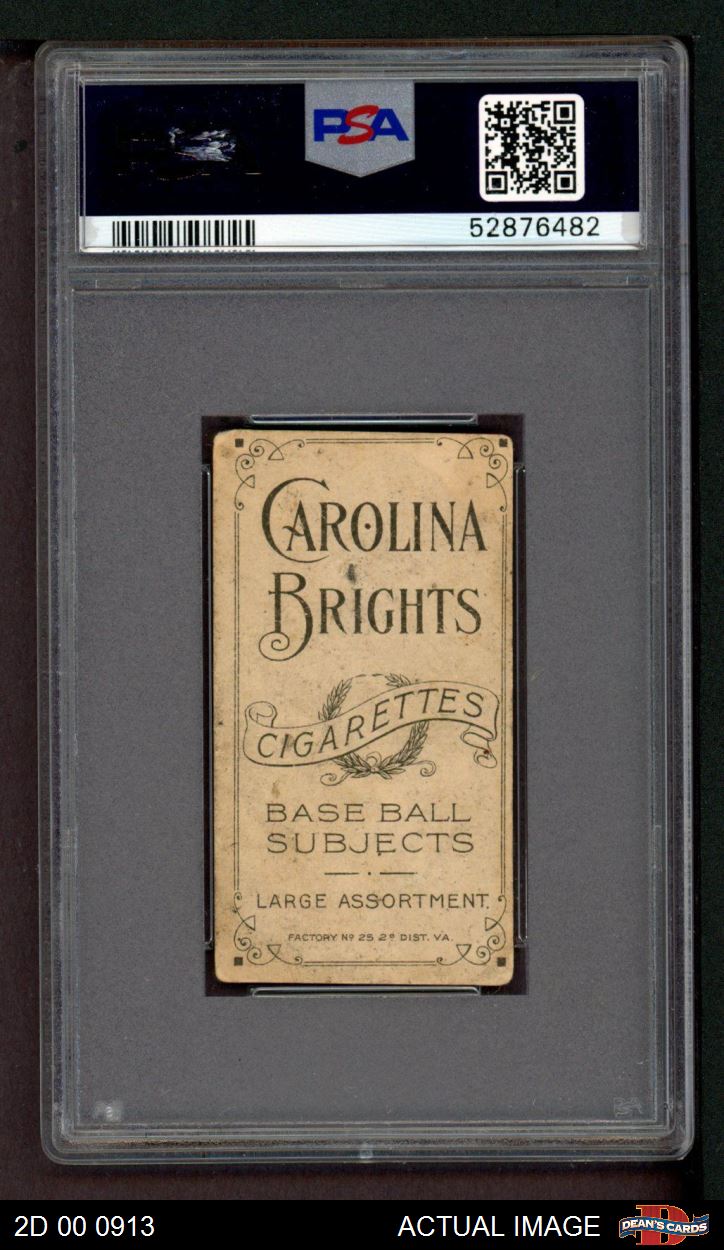 PSA
52876482
CAROLINA
BRIGHTS
CIGARETTES
BASE BALL
SUBJECTS
LARGE ASSORTMENT.
FACTORY Nº 25 2º DIST. VA.
2D 00 0913 ACTUAL IMAGE DEAN'S CARDS